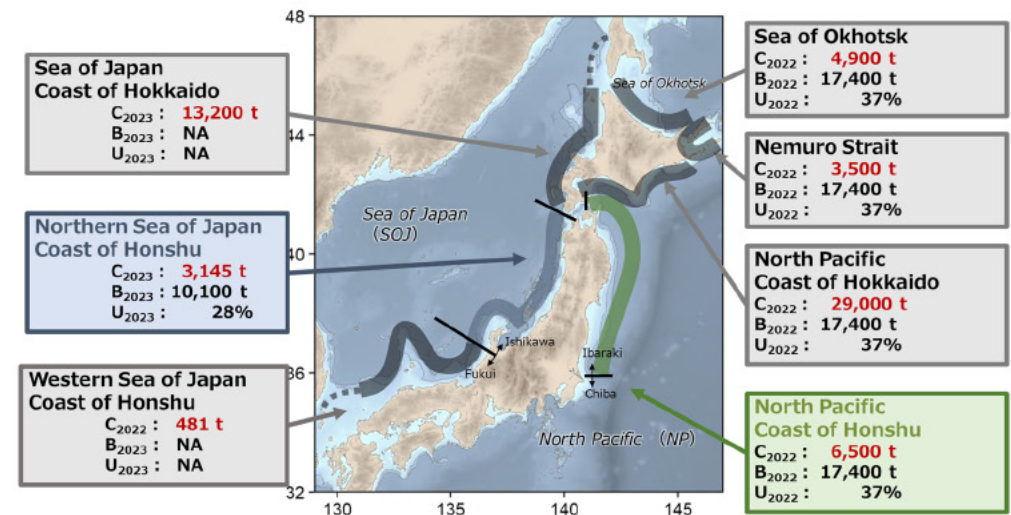 Sea of Japan
Coast of Hokkaido
C2023 : 13,200 t
B2023 : NA
U2023 : NA
Northern Sea of Japan
Coast of Honshu
C2023 : 3,145 t
B2023 : 10,100 t
U2023 : 28%
Western Sea of Japan
Coast of Honshu
C2022 : 481 t
B2023 : NA
U2023 : NA
48
44
40
36
32
130
135
140
145
Sea of Okhotsk
Sea of Japan
(SOJ)
Ishikawa
Fukui
Ibaraki
Chiba
North Pacific (NP)
Sea of Okhotsk
C2022 : 4,900 t
B2022 : 17,400 t
U2022 : 37%
Nemuro Strait
C2022 : 3,500 t
B2022 : 17,400 t
U2022 : 37%
North Pacific
Coast of Hokkaido
C2022 : 29,000 t
B2022 : 17,400 t
U2022 : 37%
North Pacific
Coast of Honshu
C2022 : 6,500 t
B2022 : 17,400 t
U2022 : 37%